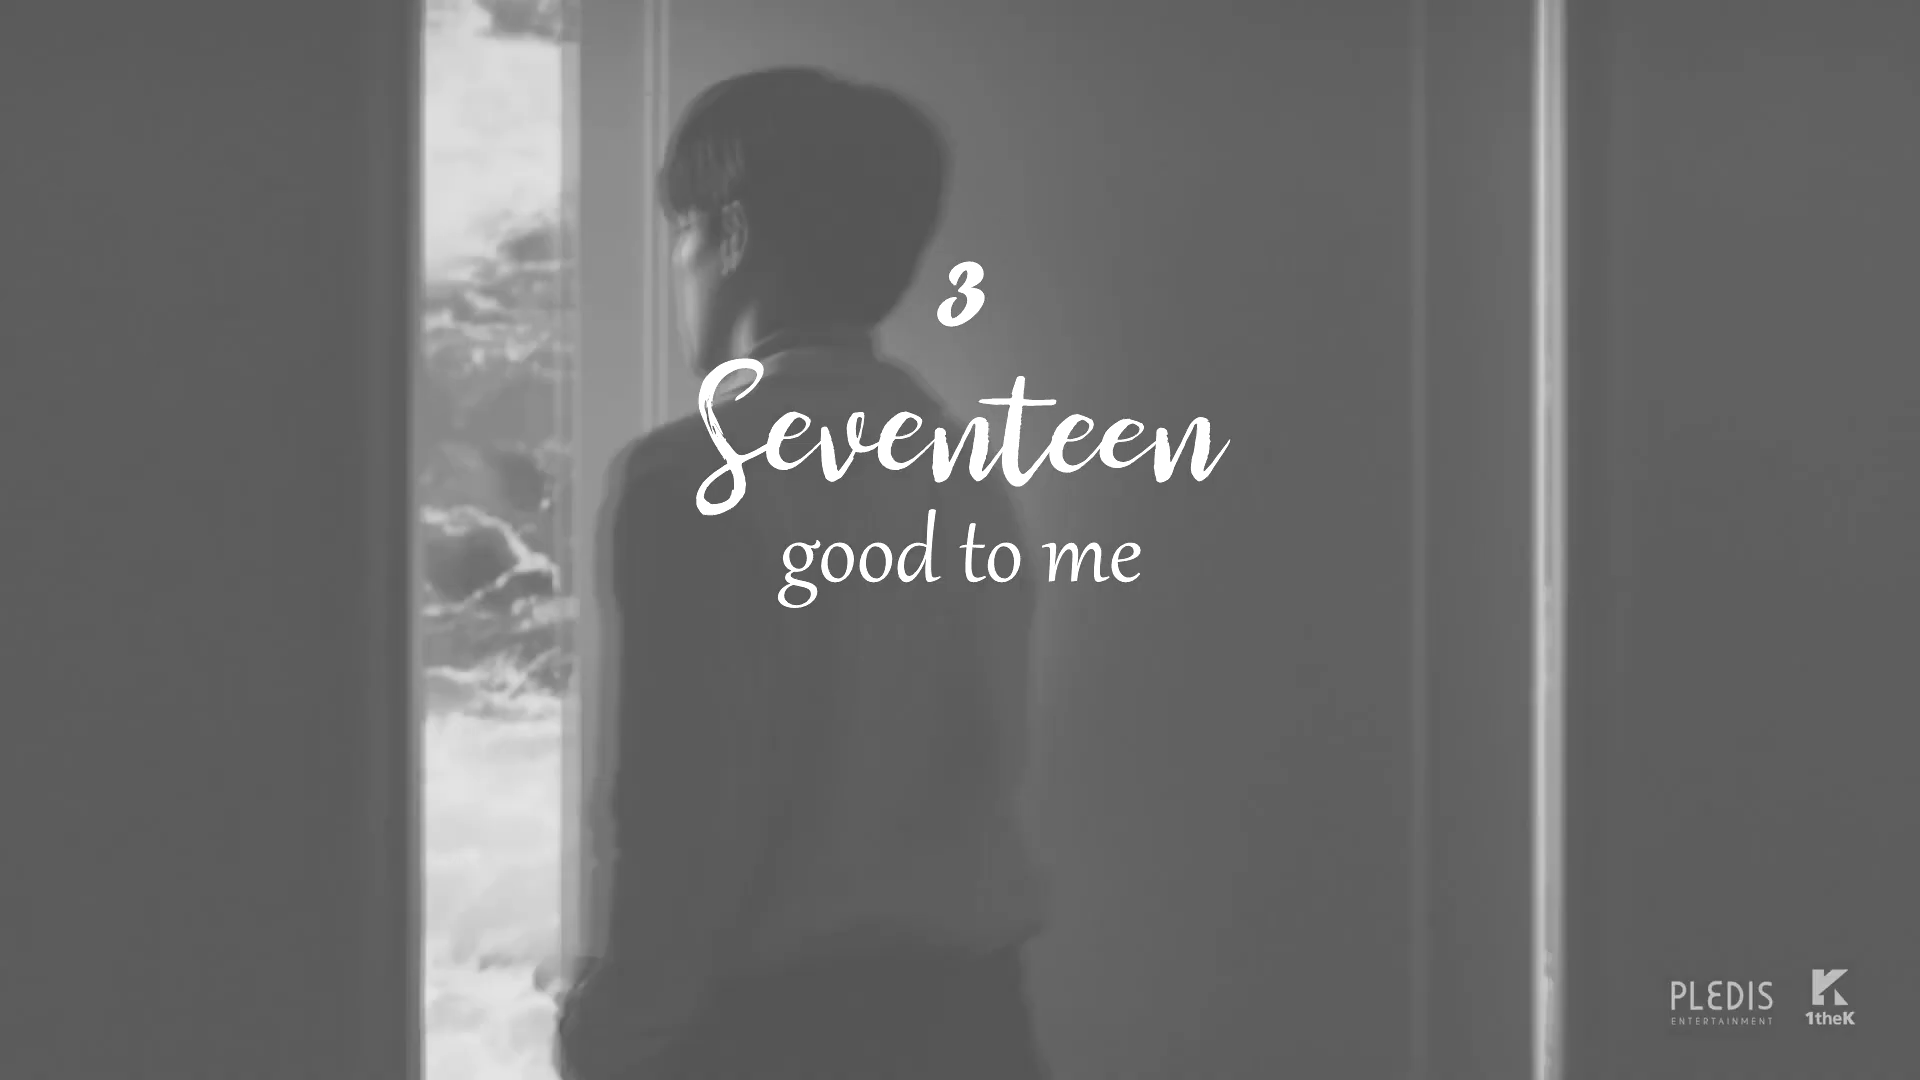 3
Seventeen
good to me
PLEDIS
ENTERTAINMENT
K
1theK